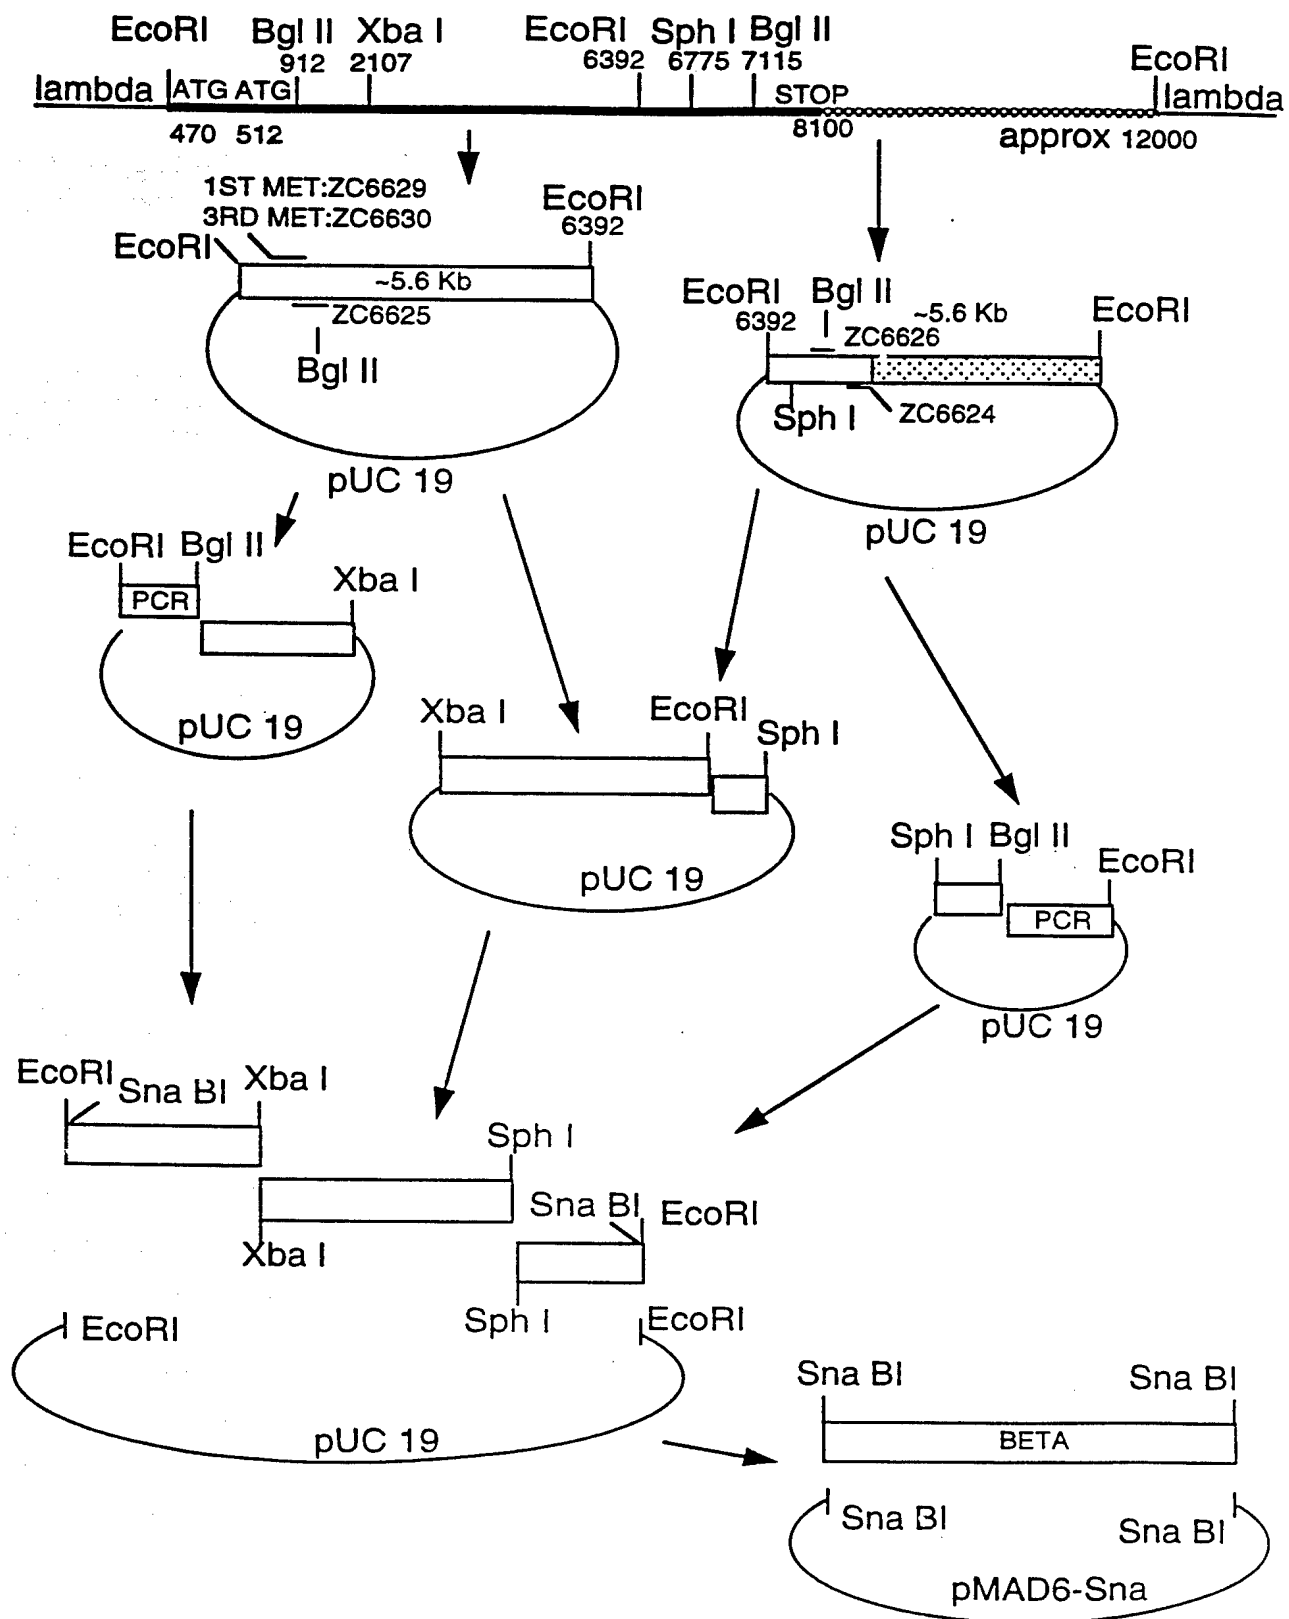 EcoRI Bgl II Xba I EcoRI Sph I Bgl II
912 2107 6392 6775 7115 EcoRI
lambda ATG ATG STOP lambda
470 512 8100 approx 12000
1ST MET:ZC6629
3RD MET:ZC6630
EcoRI
EcoRI
6392
~5.6 Kb
ZC6625
Bgl II
pUC 19
EcoRI
6392
Bgl II
~5.6 Kb
EcoRI
ZC6626
Sph I
ZC6624
pUC 19
EcoRI Bgl II
Xba I
PCR
pUC 19
Xba I
EcoRI
Sph I
pUC 19
Sph I Bgl II
EcoRI
PCR
pUC 19
EcoRI
Sna BI
Xba I
Sph I
Xba I
Sna BI
EcoRI
Sph I
EcoRI
EcoRI
pUC 19
Sna BI
Sna BI
BETA
Sna BI
Sna BI
pMAD6-Sna